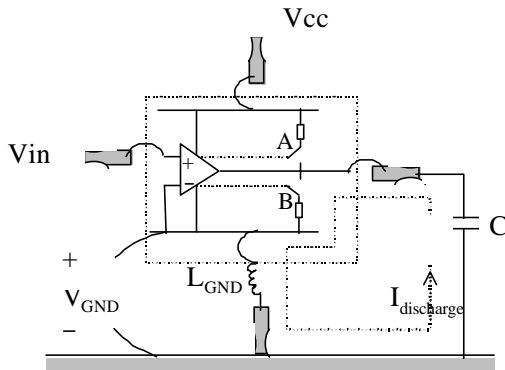 Vcc
A
Vin
+
−
B
C
+
L_GND
V_GND
I_discharge
−